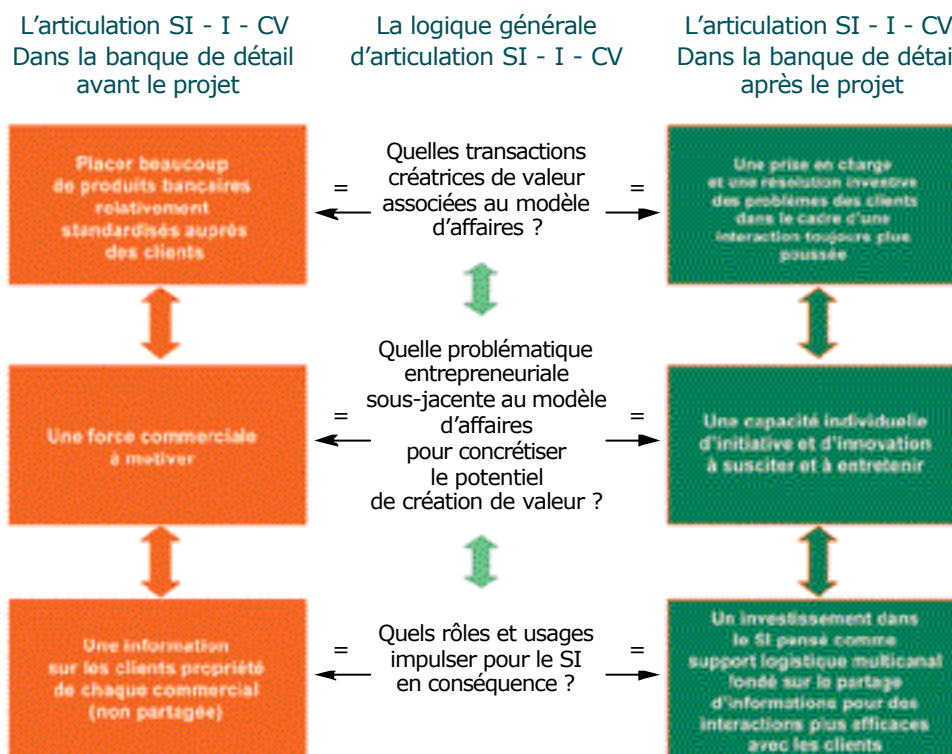 L'articulation SI - I - CV
Dans la banque de détail
avant le projet
La logique générale
d'articulation SI - I - CV
L'articulation SI - I - CV
Dans la banque de détai
après le projet
Placer beaucoup
de produits bancaires
relativement
standardisés auprès
des clients
=
Quelles transactions
créatrices de valeur
associées au modèle
d'affaires ?
=
Une prise en charge
et une résolution inventive
des problèmes des clients
dans le cadre d'une
interaction toujours plus
poussée
Une force commerciale
à motiver
=
Quelle problématique
entrepreneuriale
sous-jacente au modèle
d'affaires
pour concrétiser
le potentiel
de création de valeur ?
=
Une capacité individuelle
d'initiative et d'innovation
à susciter et à entretenir
Une information
sur les clients propriété
de chaque commercial
(non partagée)
=
Quels rôles et usages
impulser pour le SI
en conséquence ?
=
Un investissement dans
le SI pensé comme
support logistique multicanal
fondé sur le partage
d'informations pour des
interactions plus efficaces
avec les clients